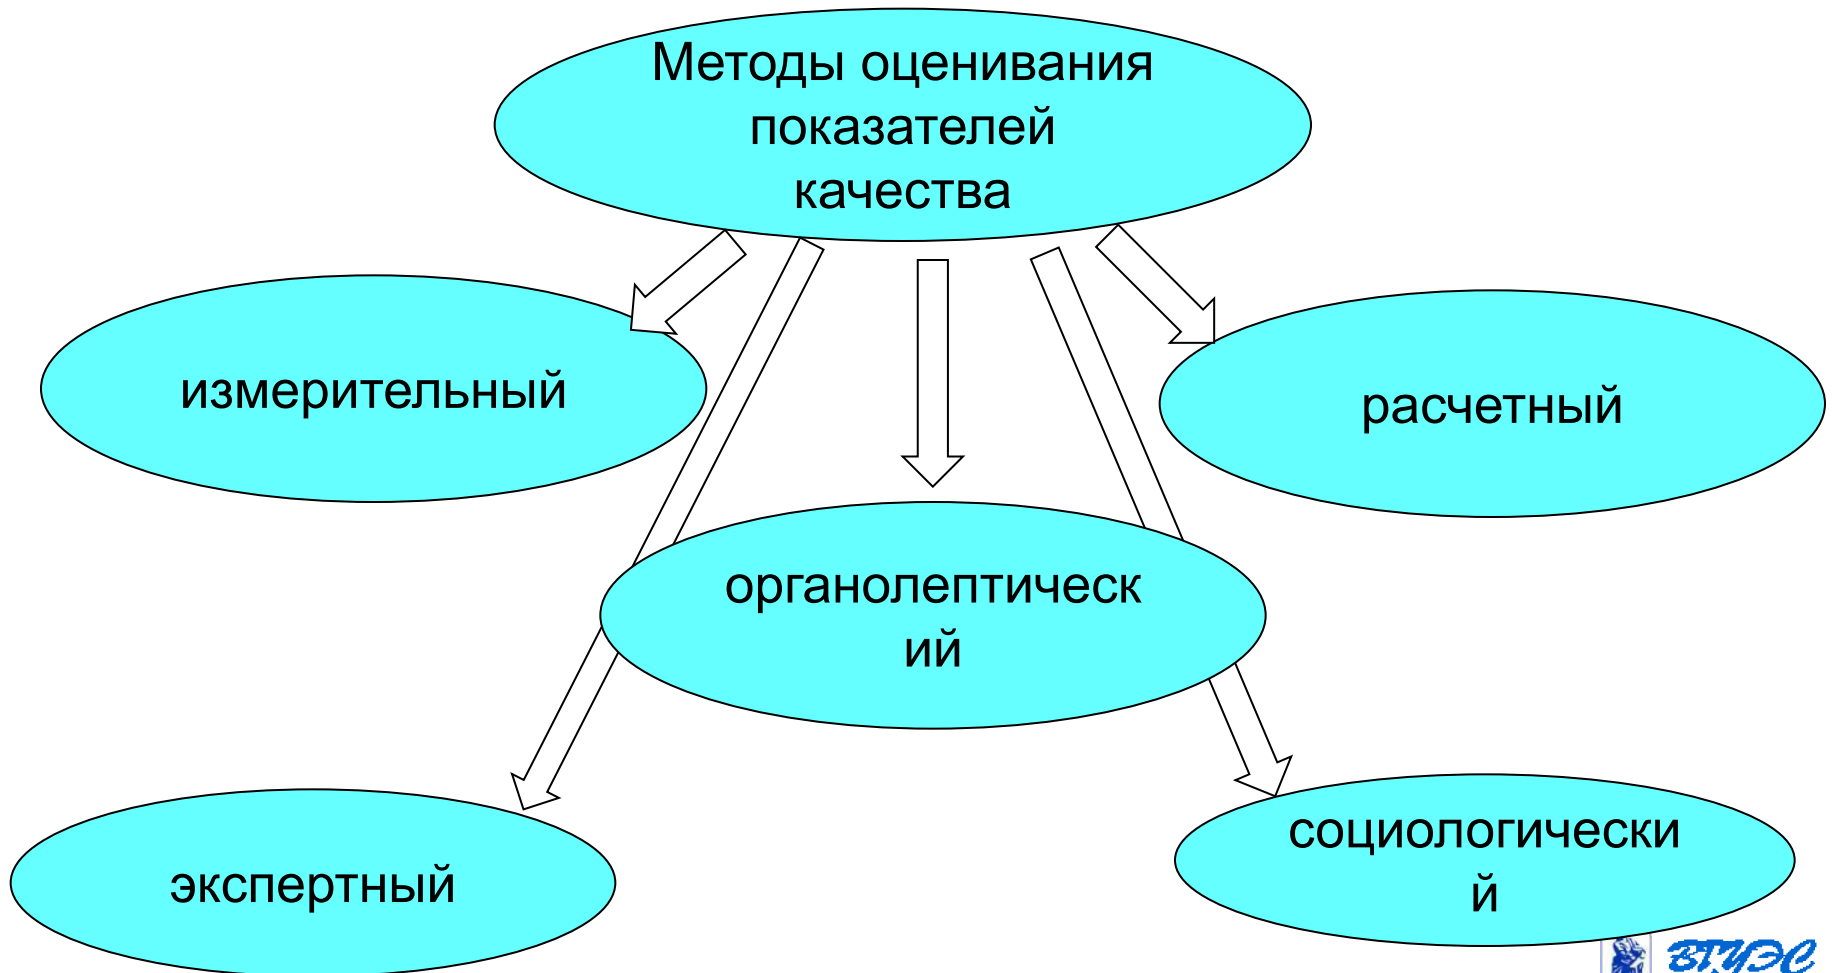 Методы оценивания
показателей
качества
измерительный
расчетный
органолептическ
ий
экспертный
социологически
й
ВГУЭС